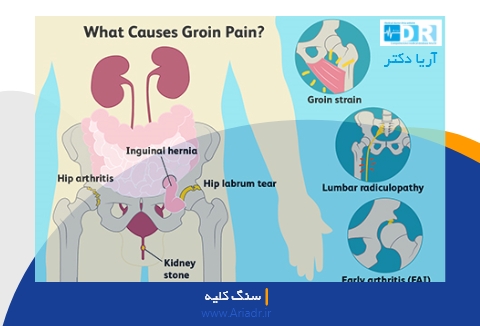 What Causes Groin Pain?
DR
آریا دکتر
Groin strain
Inguinal hernia
Hip arthritis
Hip labrum tear
Lumbar radiculopathy
Kidney
stone
Early arthritis (FAI)
سنگ کلیه
www.Anadr.ir